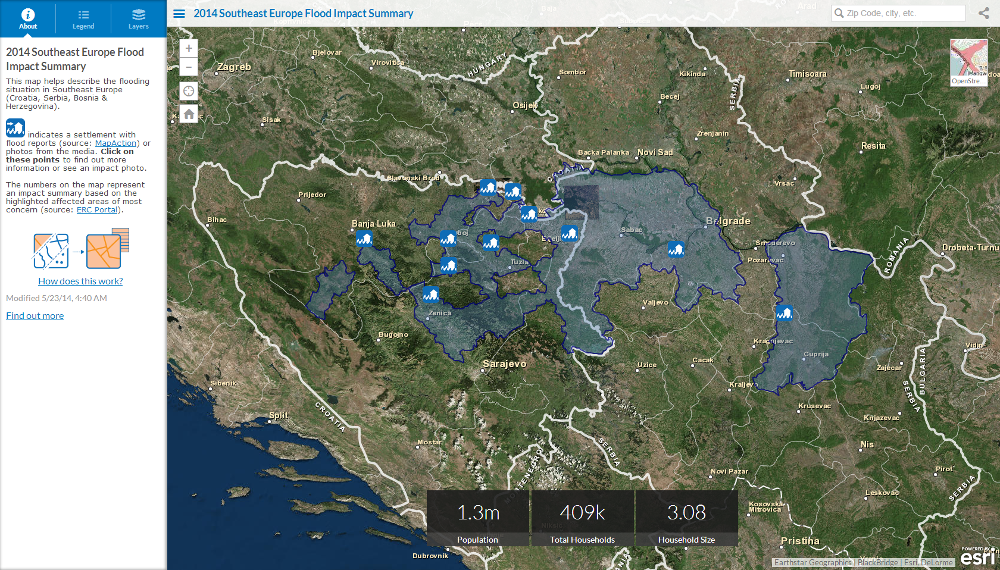 About
Legend
Layers
2014 Southeast Europe Flood Impact Summary
Zip Code, city, etc.
2014 Southeast Europe Flood
Impact Summary
This map helps describe the flooding
situation in Southeast Europe
(Croatia, Serbia, Bosnia &
Herzegovina).
indicates a settlement with
flood reports (source: MapAction) or
photos from the media. Click on
these points to find out more
information or see an impact photo.
The numbers on the map represent
an impact summary based on the
highlighted affected areas of most
concern (source: ERC Portal).
How does this work?
Modified 5/23/14, 4:40 AM
Find out more
+
−
OpenStre...
Arad
Baja
Pecs
Subotica
Koprivnica
Bjelovar
Virovitica
Zagreb
HUNGARY
Sombor
Kikinda
SERBIA
Timisoara
Lugoj
Becej
Osijek
Sisak
Zrenjanin
Resita
Backa Palanka
Novi Sad
CROATIA
Slavonski Brod
Vrsac
Prijedor
Bihac
Banja Luka
Belgrade
Sabac
Smederevo
Pozarevac
ROMANIA
Drobeta-Turnu
Tuzla
Valjevo
Zenica
Bugojno
Kragujevac
Vidin
Cuprija
Sarajevo
Uzice
Cacak
Zajecar
BULGARIA
SERBIA
Sibenik
Kraljevo
Krusevac
Knjazevac
Split
CROATIA
Mostar
SERBIA
Nis
MONTENEGRO
Novi Pazar
Pirot
SERBIA
Leskovac
Kosovska
Mitrovica
1.3m
Population
409k
Total Households
3.08
Household Size
Niksic
Pristina
Dubrovnik
Vranje
Earthstar Geographics | BlackBridge | Esri, DeLorme
POWERED BY
esri